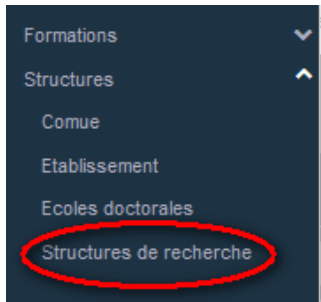 Formations
Structures
Comue
Etablissement
Ecoles doctorales
Structures de recherche